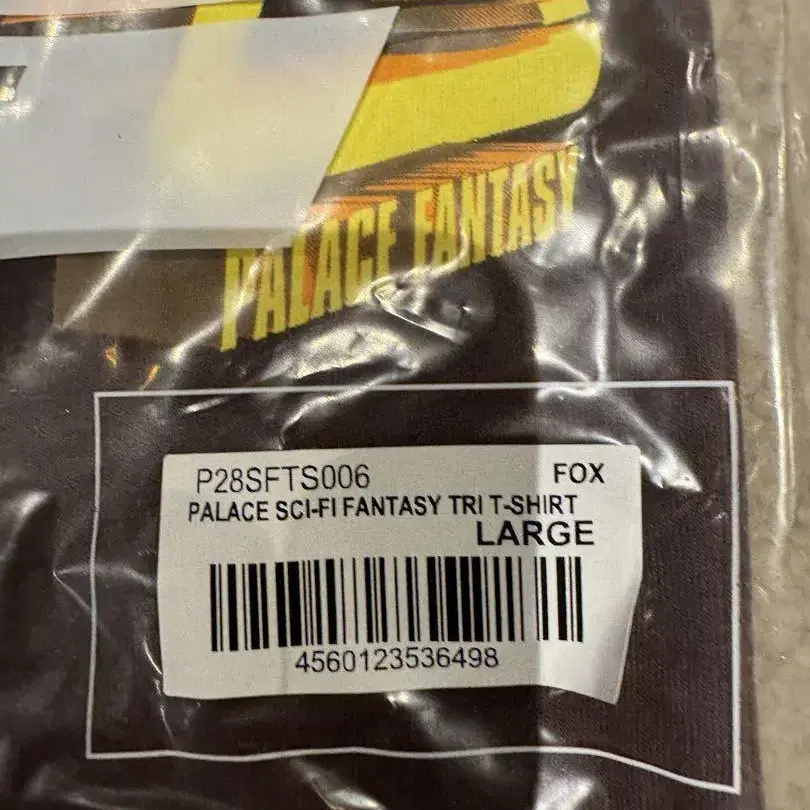 PALACE FANTASY
P28SFTS006 FOX
PALACE SCI-FI FANTASY TRI T-SHIRT
LARGE
4560123536498